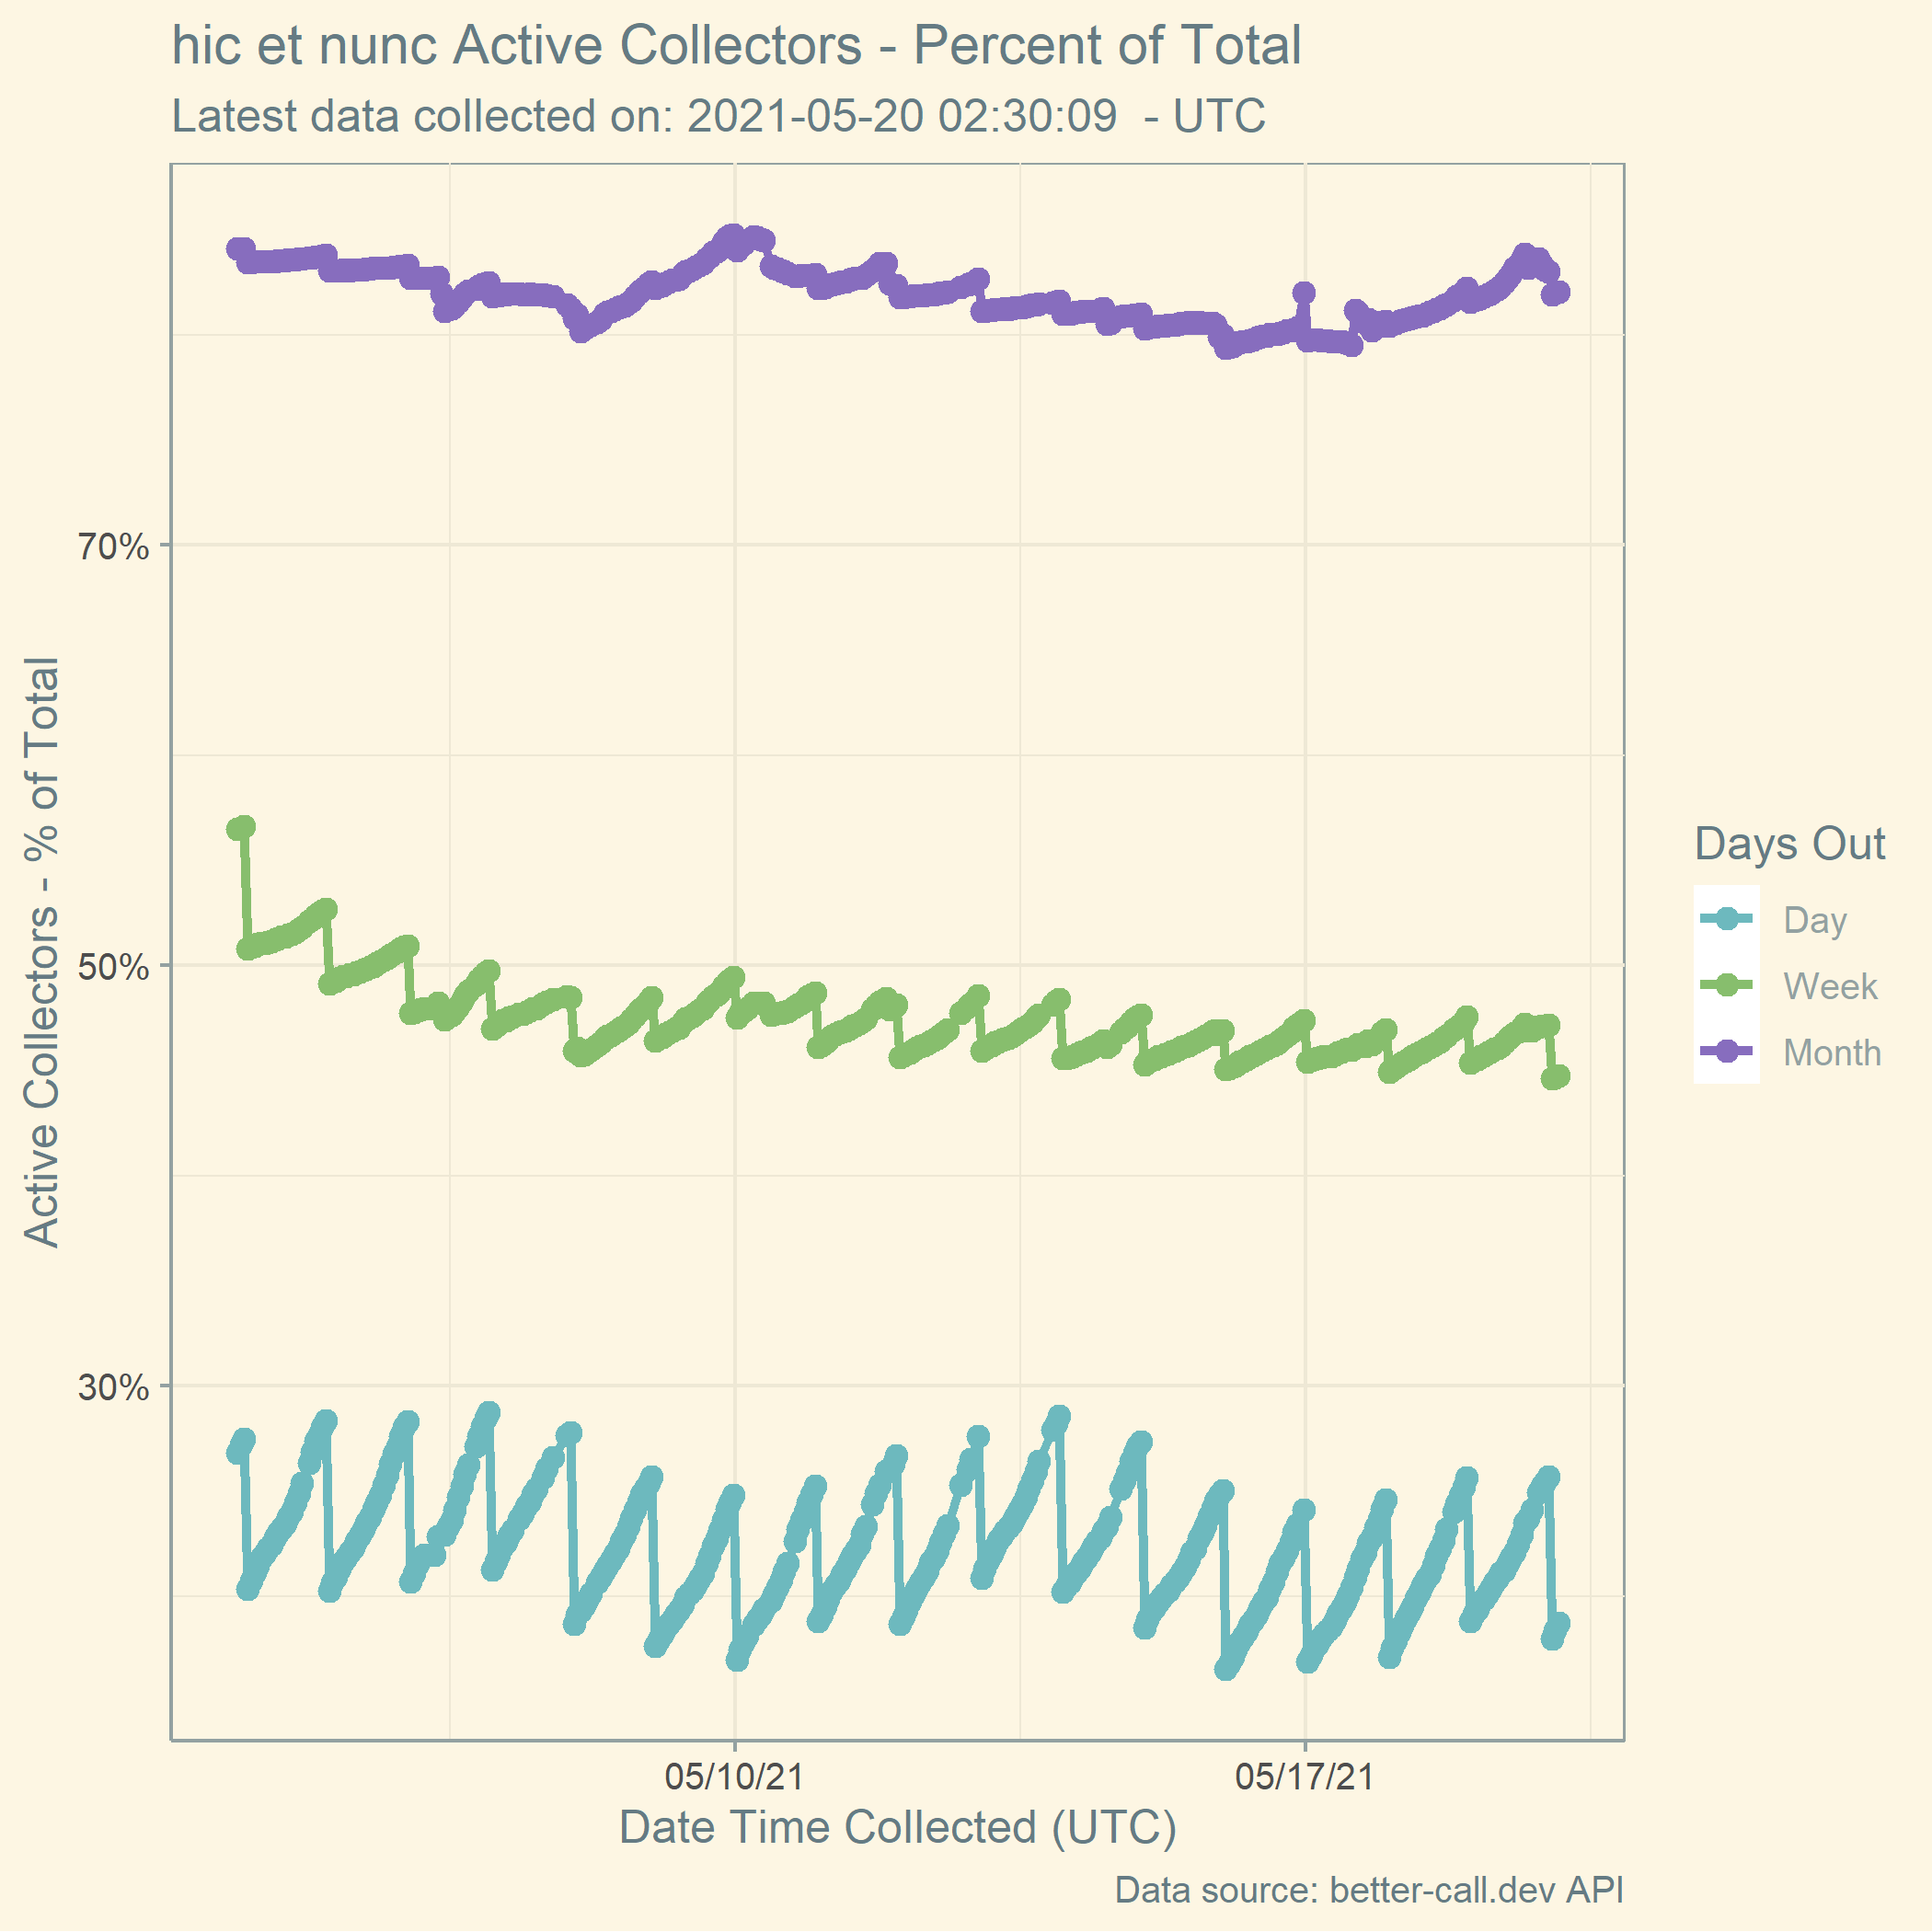 hic et nunc Active Collectors - Percent of Total
Latest data collected on: 2021-05-20 02:30:09  - UTC
Active Collectors - % of Total
70%
50%
30%
Days Out
Day
Week
Month
05/10/21
05/17/21
Date Time Collected (UTC)
Data source: better-call.dev API